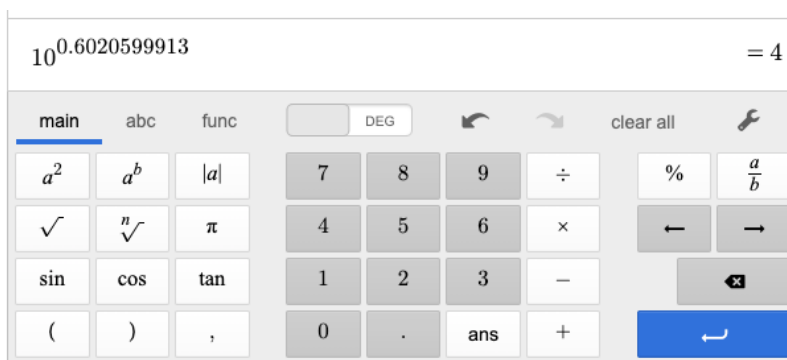 10^0.6020599913 = 4
main abc func DEG clear all
a^2 a^b |a| 7 8 9 ÷ % a/b
√ n√ π 4 5 6 × ← →
sin cos tan 1 2 3 −
( ) , 0 . ans +